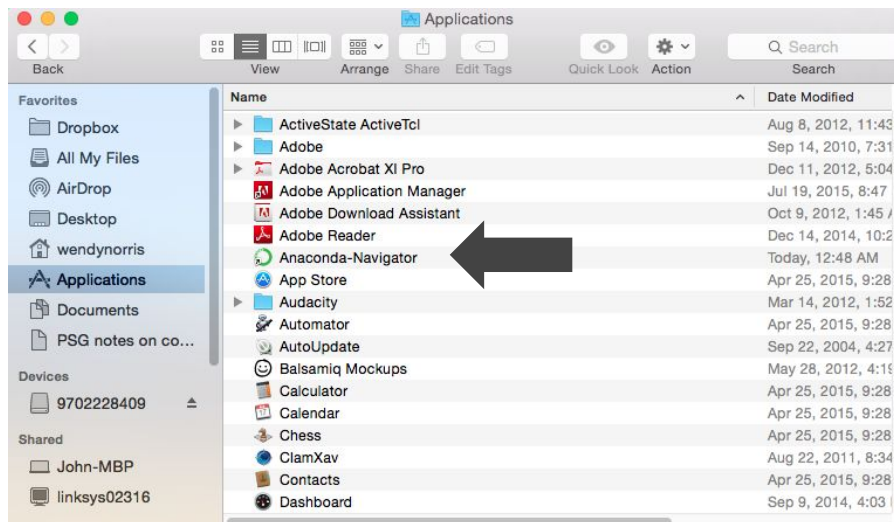 Applications
Back View Arrange Share Edit Tags Quick Look Action Search Search
Favorites
Dropbox
All My Files
AirDrop
Desktop
wendynorris
Applications
Documents
PSG notes on co...
Devices
9702228409
Shared
John-MBP
linksys02316
Name Date Modified
ActiveState ActiveTcl Aug 8, 2012, 11:43
Adobe Sep 14, 2010, 7:31
Adobe Acrobat XI Pro Dec 11, 2012, 5:04
Adobe Application Manager Jul 19, 2015, 8:47
Adobe Download Assistant Oct 9, 2012, 1:45
Adobe Reader Dec 14, 2014, 10:2
Anaconda-Navigator Today, 12:48 AM
App Store Apr 25, 2015, 9:28
Audacity Mar 14, 2012, 1:52
Automator Apr 25, 2015, 9:28
AutoUpdate Sep 22, 2004, 4:27
Balsamiq Mockups May 28, 2012, 4:19
Calculator Apr 25, 2015, 9:28
Calendar Apr 25, 2015, 9:28
Chess Apr 25, 2015, 9:28
ClamXav Aug 22, 2011, 8:34
Contacts Apr 25, 2015, 9:28
Dashboard Sep 9, 2014, 4:03